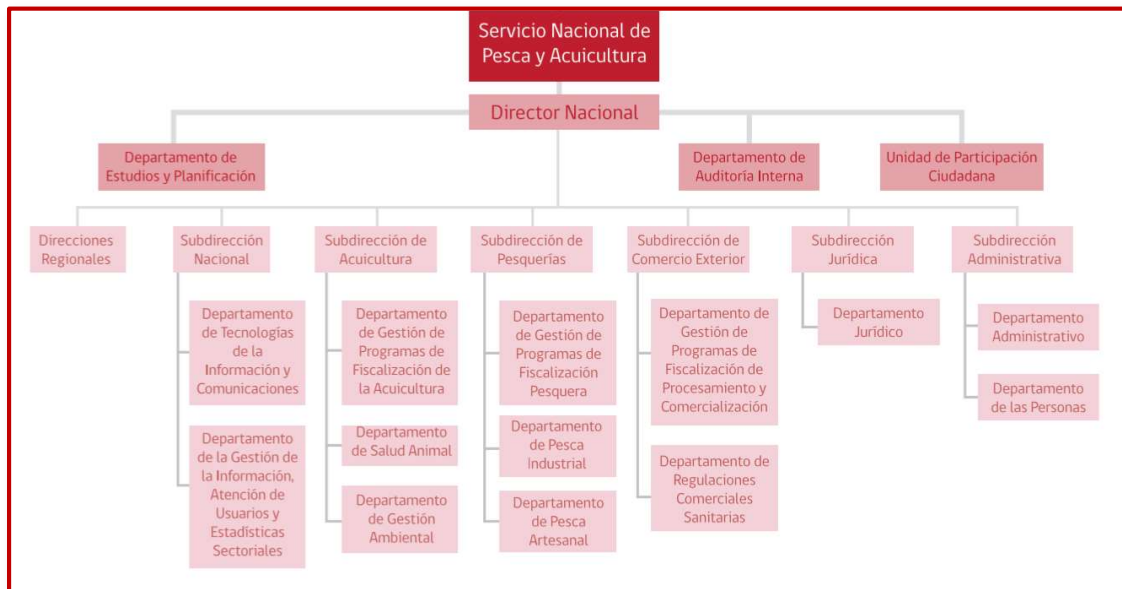 Servicio Nacional de
Pesca y Acuicultura
Director Nacional
Departamento de
Estudios y Planificación
Departamento de
Auditoría Interna
Unidad de Participación
Ciudadana
Direcciones
Regionales
Subdirección
Nacional
Subdirección de
Acuicultura
Subdirección de
Pesquerías
Subdirección de
Comercio Exterior
Subdirección
Jurídica
Subdirección
Administrativa
Departamento
de Tecnologías
de la
Información y
Comunicaciones
Departamento
de la Gestión de
la Información,
Atención de
Usuarios y
Estadísticas
Sectoriales
Departamento
de Gestión de
Programas de
Fiscalización de
la Acuicultura
Departamento
de Salud Animal
Departamento
de Gestión
Ambiental
Departamento
de Gestión de
Programas de
Fiscalización
Pesquera
Departamento
de Pesca
Industrial
Departamento
de Pesca
Artesanal
Departamento de
Gestión de
Programas de
Fiscalización de
Procesamiento y
Comercialización
Departamento de
Regulaciones
Comerciales
Sanitarias
Departamento
Jurídico
Departamento
Administrativo
Departamento
de las Personas